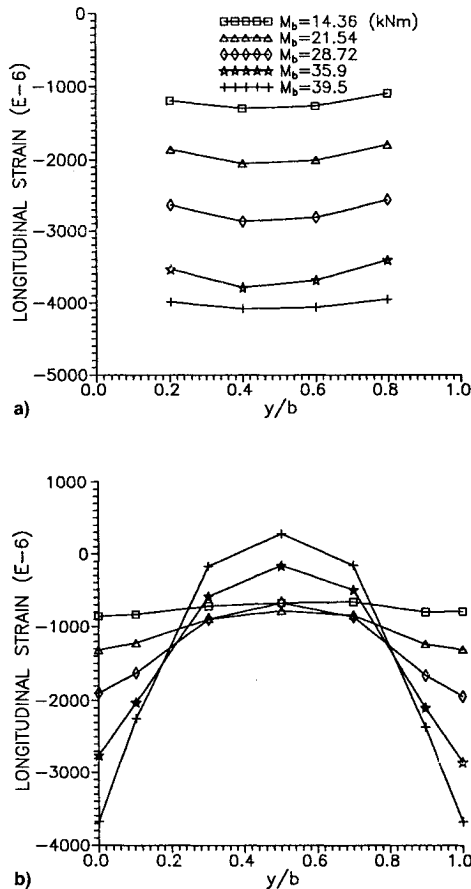 0
−1000
−2000
−3000
−4000
−5000
LONGITUDINAL STRAIN (E−6)
M_b=14.36 (kNm)
M_b=21.54
M_b=28.72
M_b=35.9
M_b=39.5
0.0 0.2 0.4 0.6 0.8 1.0
y/b
a)
1000
0
−1000
−2000
−3000
−4000
LONGITUDINAL STRAIN (E−6)
0.0 0.2 0.4 0.6 0.8 1.0
y/b
b)